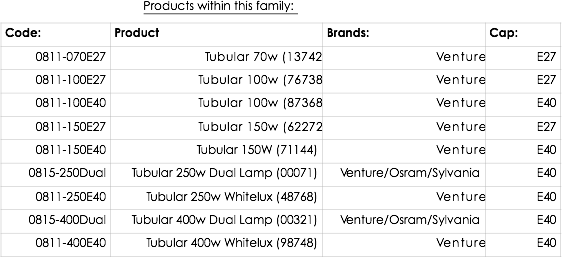 Products within this family:
Code: Product Brands: Cap:
0811-070E27 Tubular 70w (13742 Venture E27
0811-100E27 Tubular 100w (76738 Venture E27
0811-100E40 Tubular 100w (87368 Venture E40
0811-150E27 Tubular 150w (62272 Venture E27
0811-150E40 Tubular 150W (71144) Venture E40
0815-250Dual Tubular 250w Dual Lamp (00071) Venture/Osram/Sylvania E40
0811-250E40 Tubular 250w Whitelux (48768) Venture E40
0815-400Dual Tubular 400w Dual Lamp (00321) Venture/Osram/Sylvania E40
0811-400E40 Tubular 400w Whitelux (98748) Venture E40